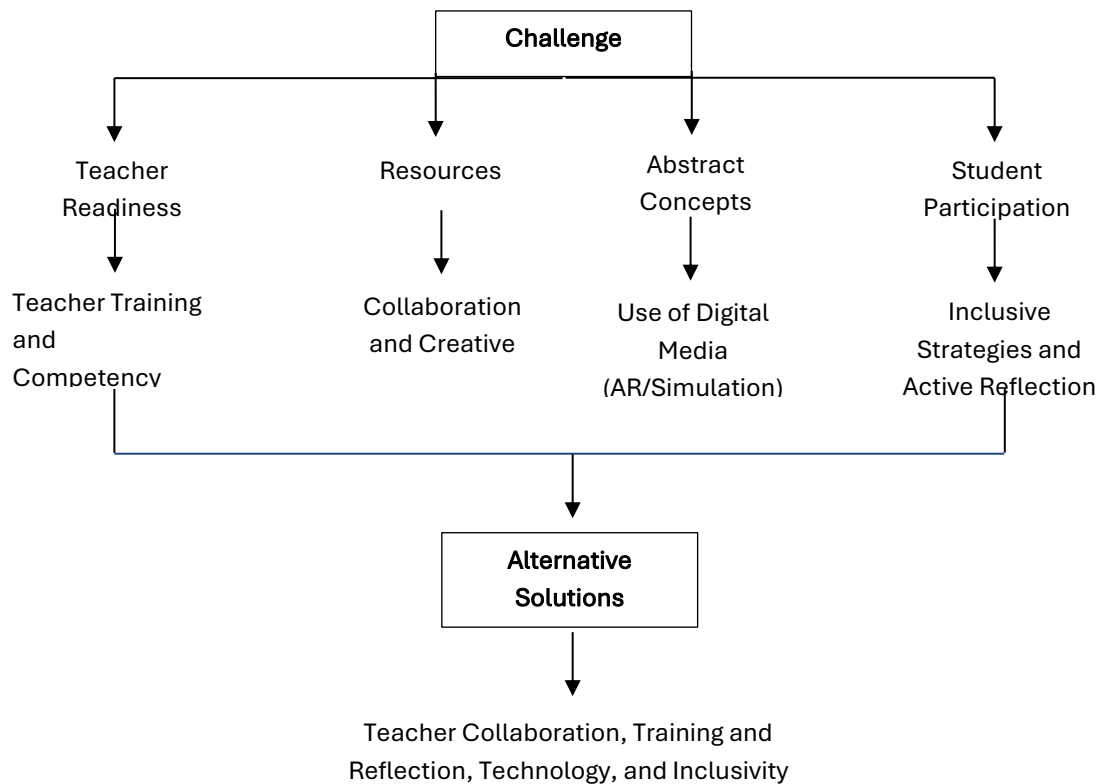 Challenge
Teacher
Readiness
Resources
Abstract
Concepts
Student
Participation
Teacher Training
and
Competency
Collaboration
and Creative
Use of Digital
Media
(AR/Simulation)
Inclusive
Strategies and
Active Reflection
Alternative
Solutions
Teacher Collaboration, Training and
Reflection, Technology, and Inclusivity